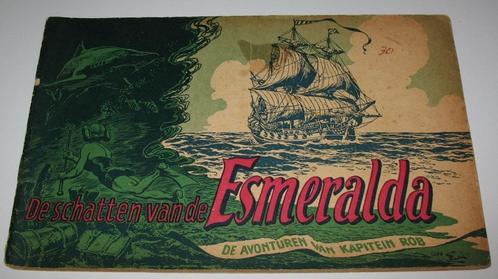 30
De schatten van de Esmeralda
DE AVONTUREN VAN KAPITEIN ROB